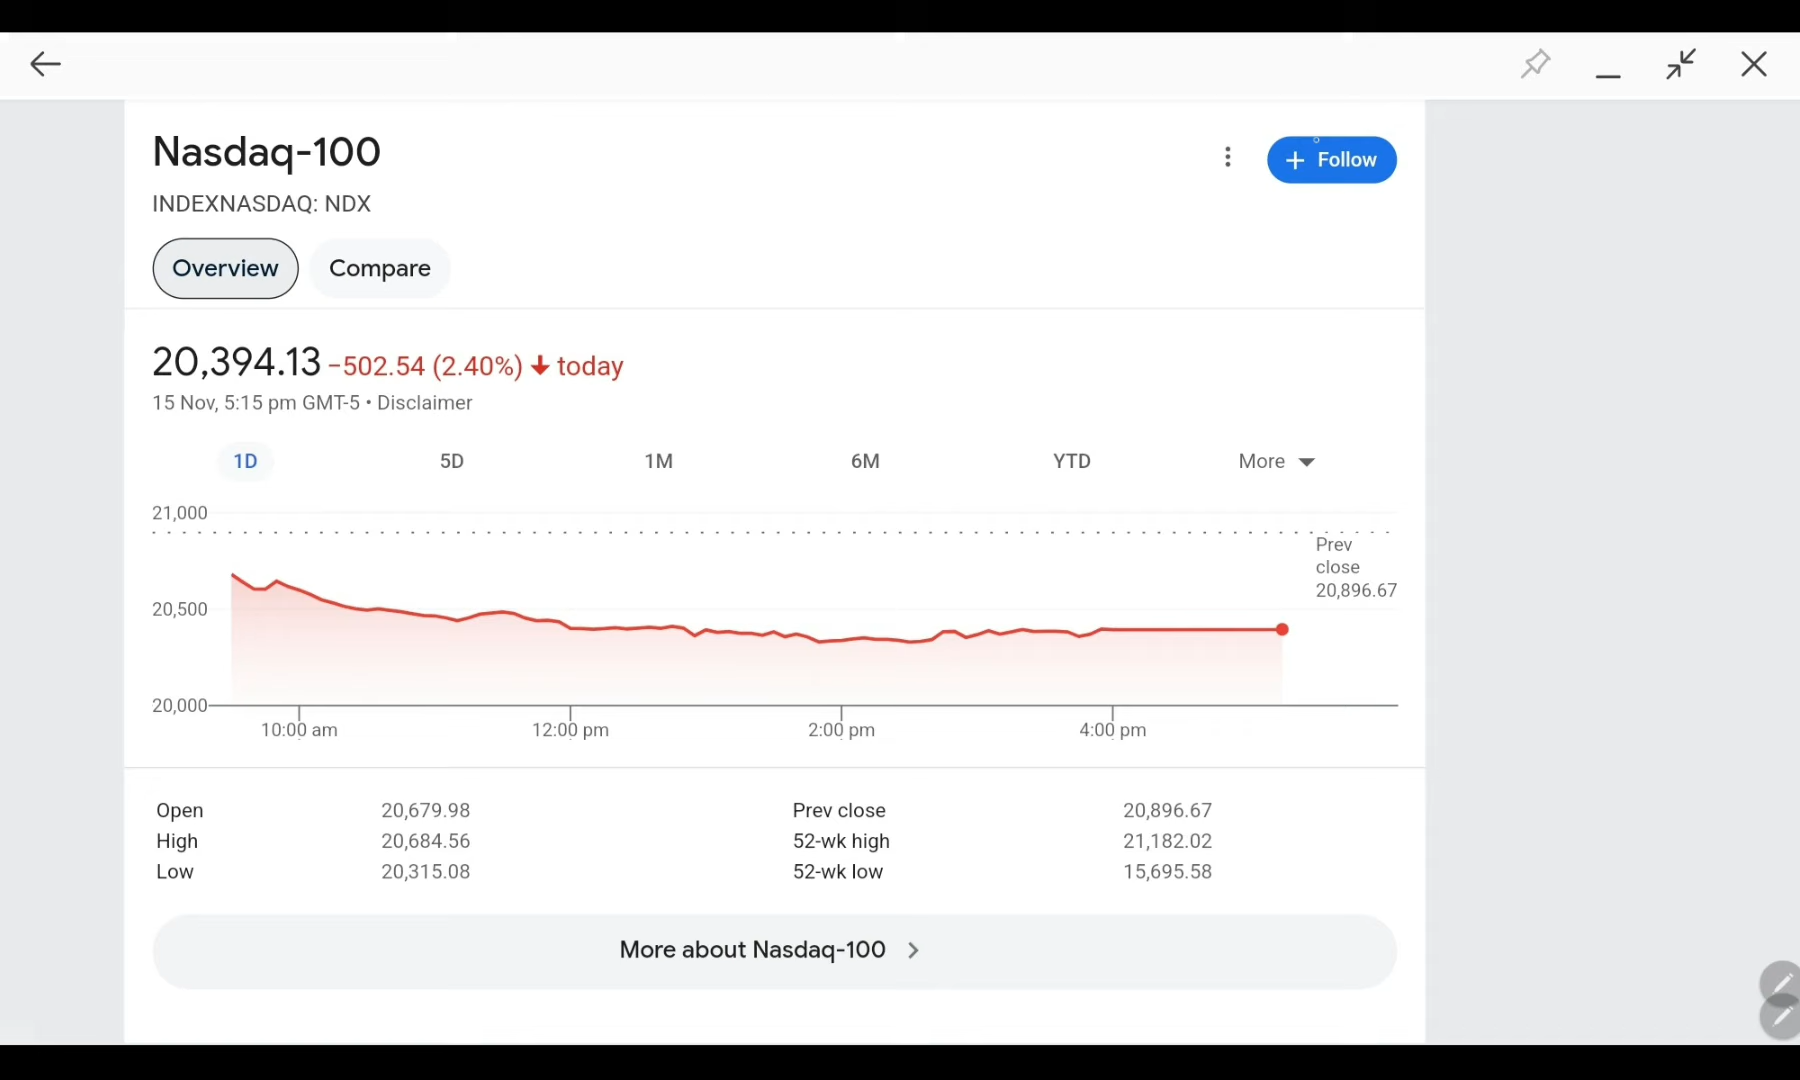 Nasdaq-100
+ Follow
INDEXNASDAQ: NDX
Overview Compare
20,394.13 −502.54 (2.40%) ↓ today
15 Nov, 5:15 pm GMT-5 • Disclaimer
1D 5D 1M 6M YTD More
21,000
Prev
close
20,896.67
20,500
20,000
10:00 am 12:00 pm 2:00 pm 4:00 pm
Open 20,679.98 Prev close 20,896.67
High 20,684.56 52-wk high 21,182.02
Low 20,315.08 52-wk low 15,695.58
More about Nasdaq-100 >